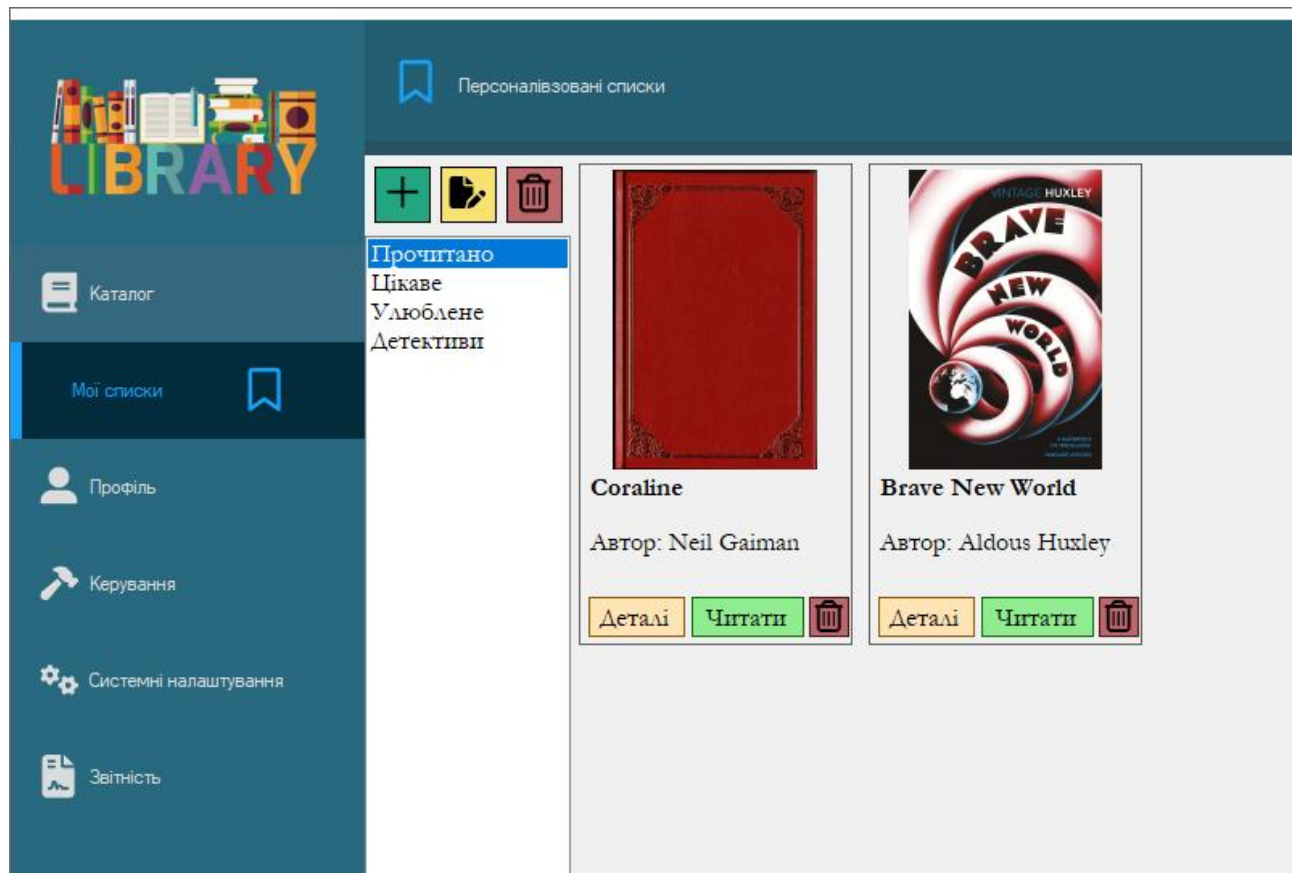 LIBRARY
Персоналівзовані списки
Каталог
Мої списки
Профіль
Керування
Системні налаштування
Звітність
Прочитано
Цікаве
Улюблене
Детективи
Coraline
Автор: Neil Gaiman
Деталі Читати
VINTAGE HUXLEY
BRAVE
NEW
WORLD
Brave New World
Автор: Aldous Huxley
Деталі Читати